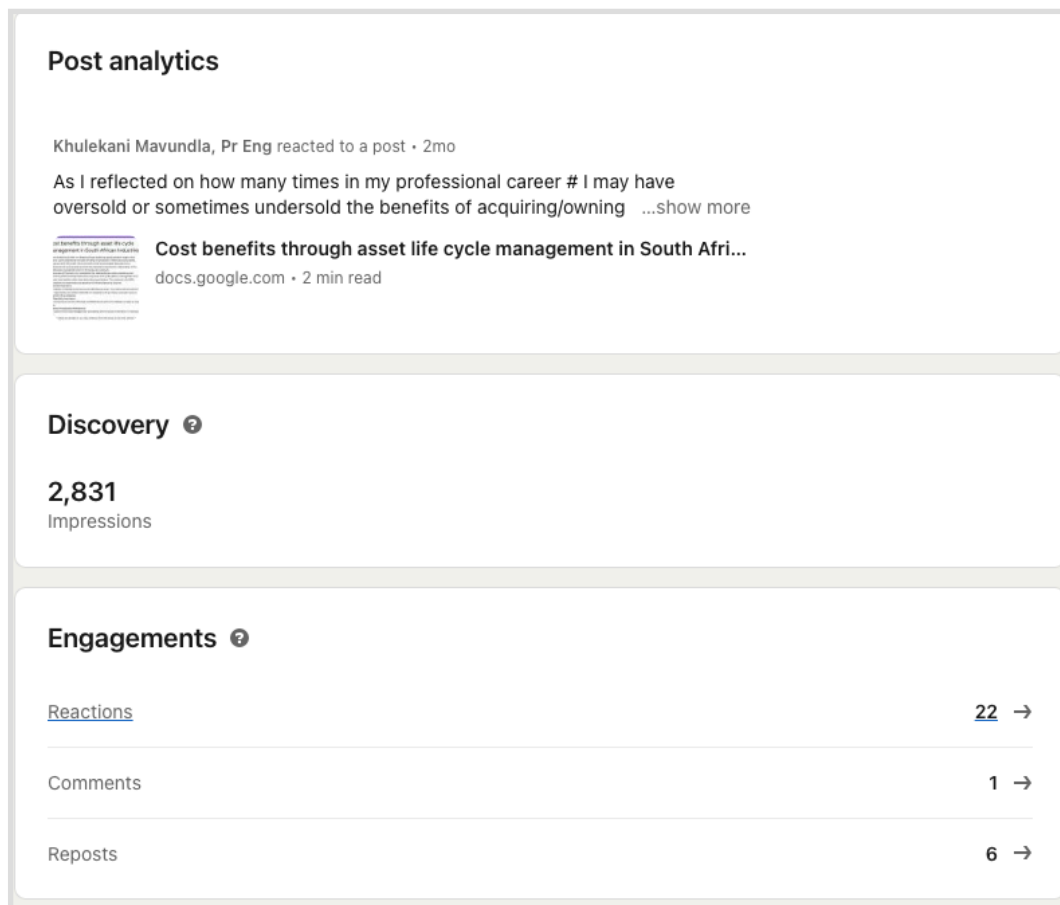 Post analytics
Khulekani Mavundla, Pr Eng reacted to a post • 2mo
As I reflected on how many times in my professional career # I may have
oversold or sometimes undersold the benefits of acquiring/owning ...show more
Cost benefits through asset life cycle management in South Afri...
docs.google.com • 2 min read
Discovery ?
2,831
Impressions
Engagements ?
Reactions 22 →
Comments 1 →
Reposts 6 →